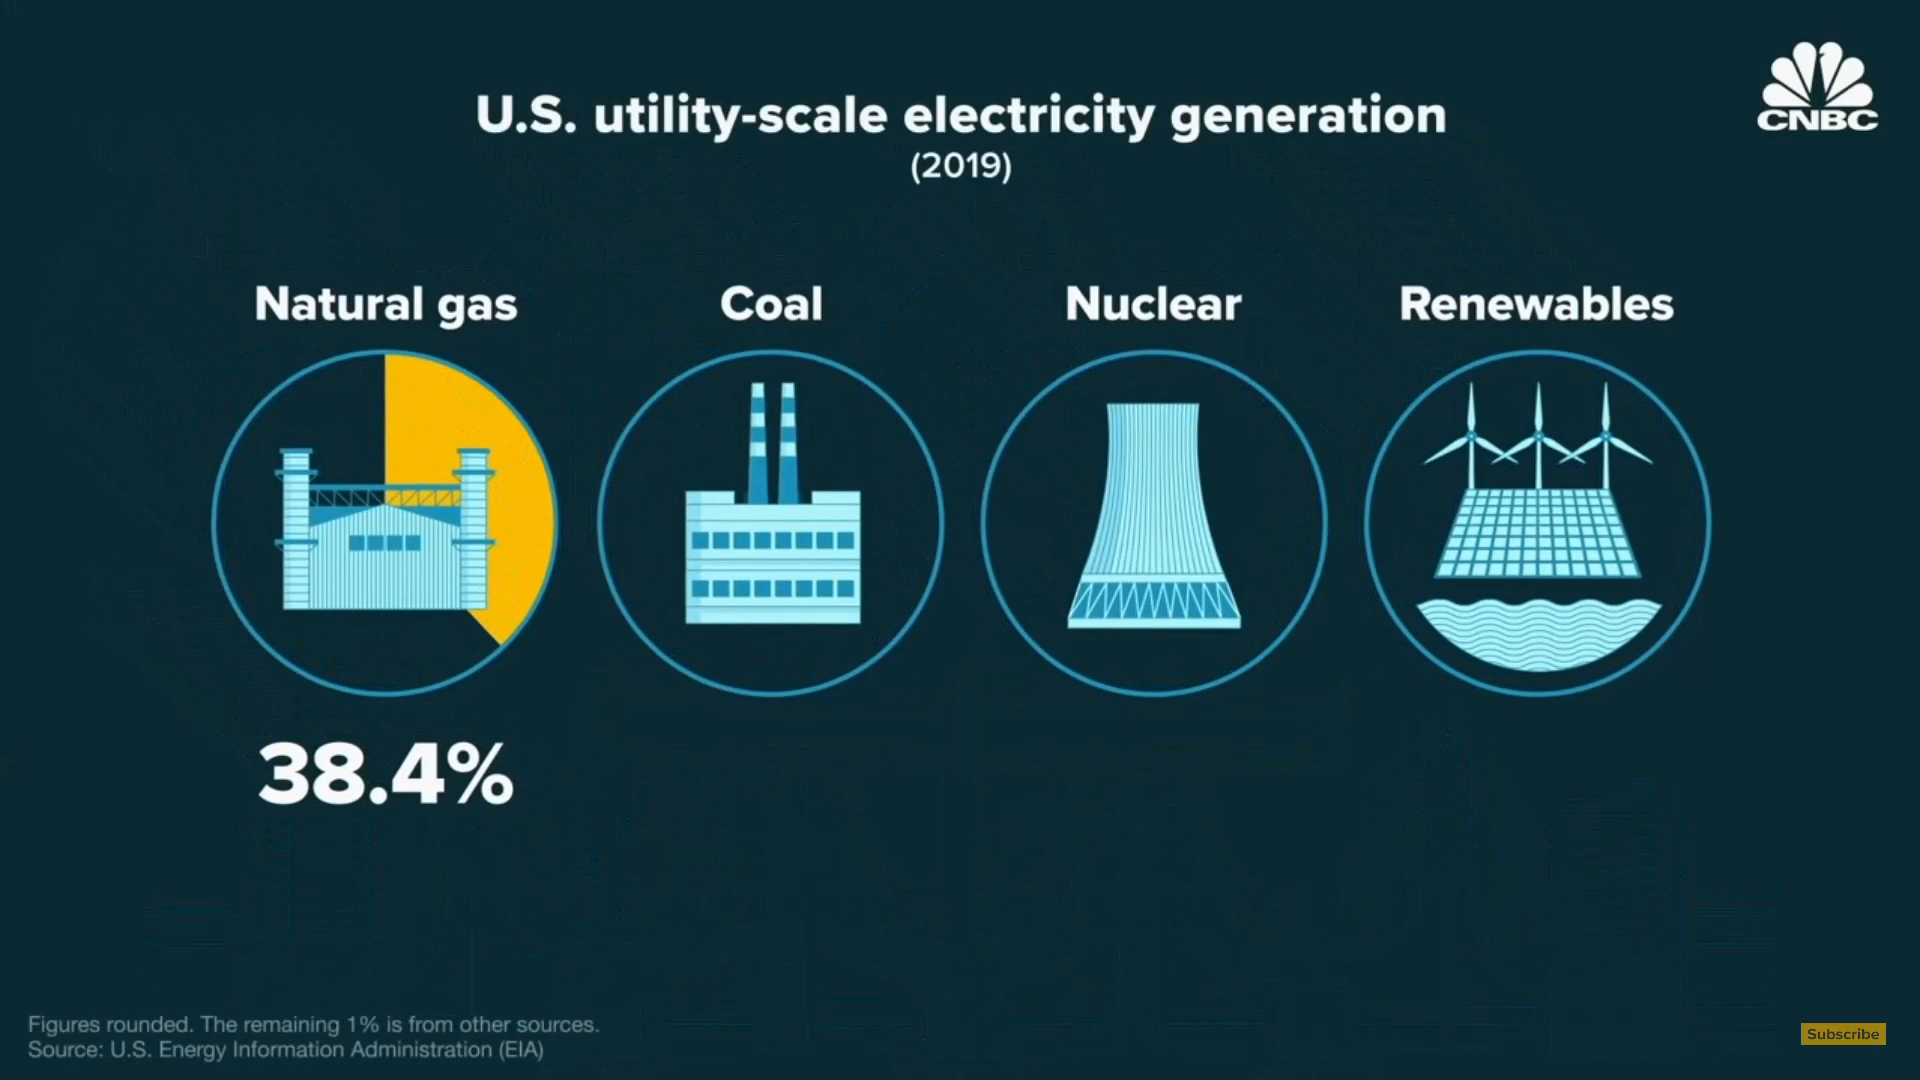 CNBC
U.S. utility-scale electricity generation
(2019)
Natural gas
Coal
Nuclear
Renewables
38.4%
Figures rounded. The remaining 1% is from other sources.
Source: U.S. Energy Information Administration (EIA)
Subscribe